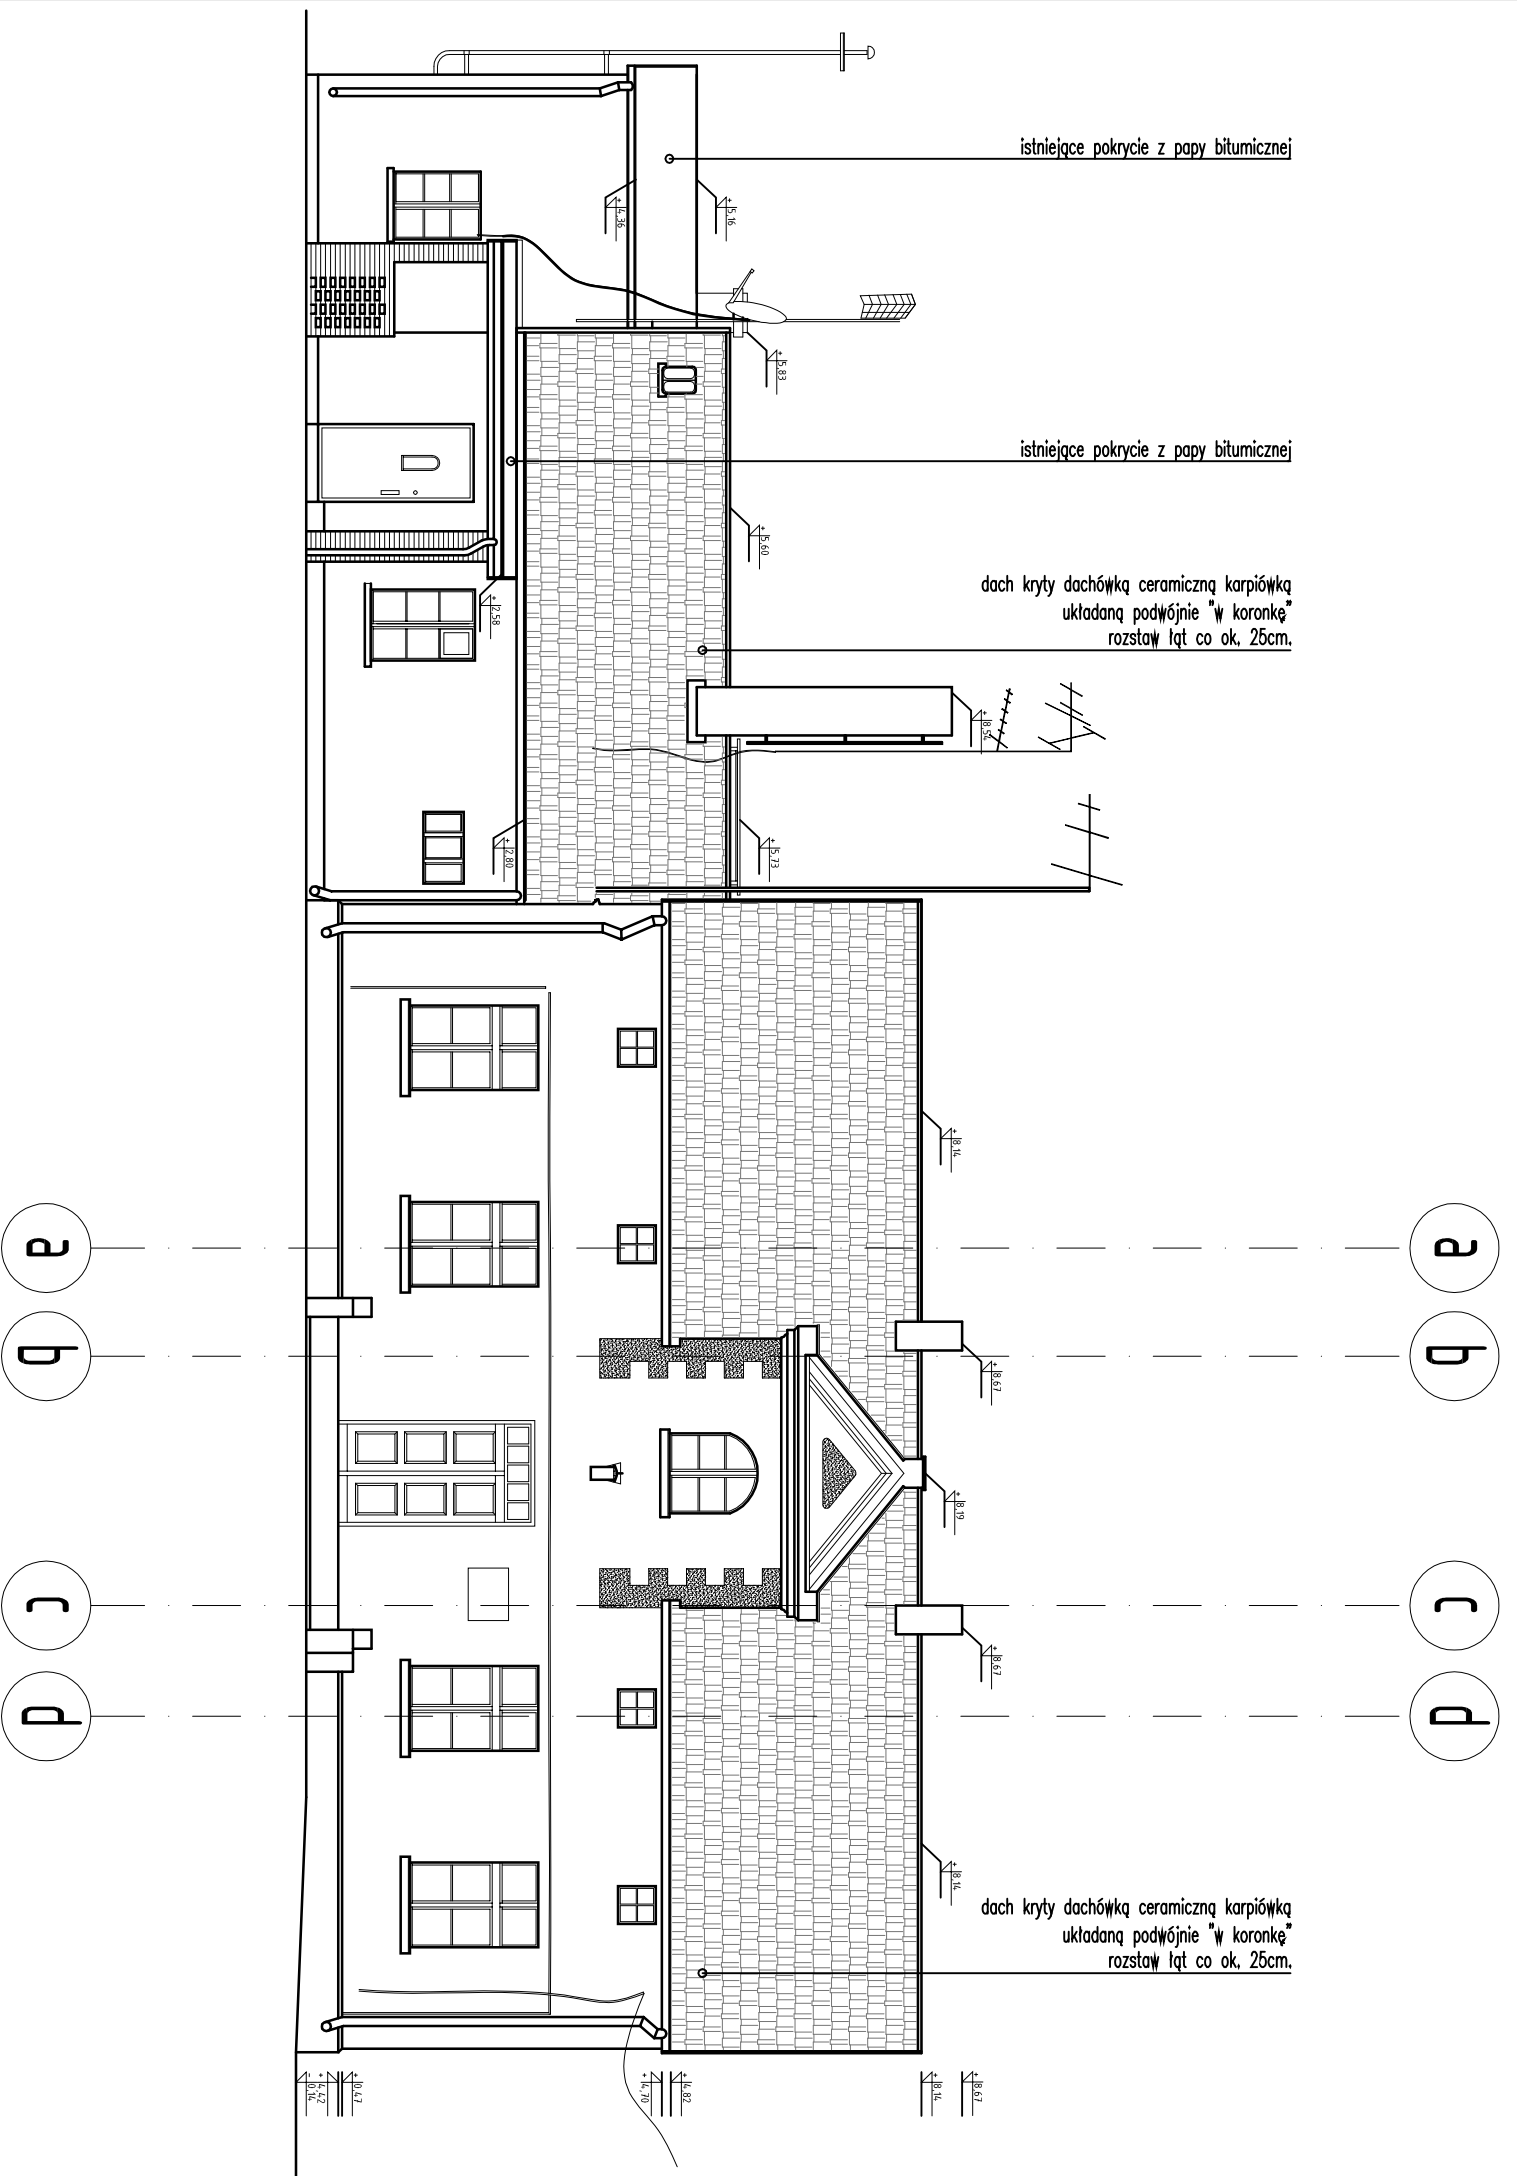 istniejące pokrycie z papy bitumicznej
+5,16
+4,36
+5,83
istniejące pokrycie z papy bitumicznej
+5,60
dach kryty dachówką ceramiczną karpiówką
układaną podwójnie "w koronkę"
rozstaw łat co ok. 25cm.
+2,58
+8,54
+5,73
+2,80
+8,14
a
a
b
b
+8,67
+8,19
c
c
+8,67
d
d
+8,14
dach kryty dachówką ceramiczną karpiówką
układaną podwójnie "w koronkę"
rozstaw łat co ok. 25cm.
-0,14
+0,47
+4,70
+4,82
+8,14
+8,67